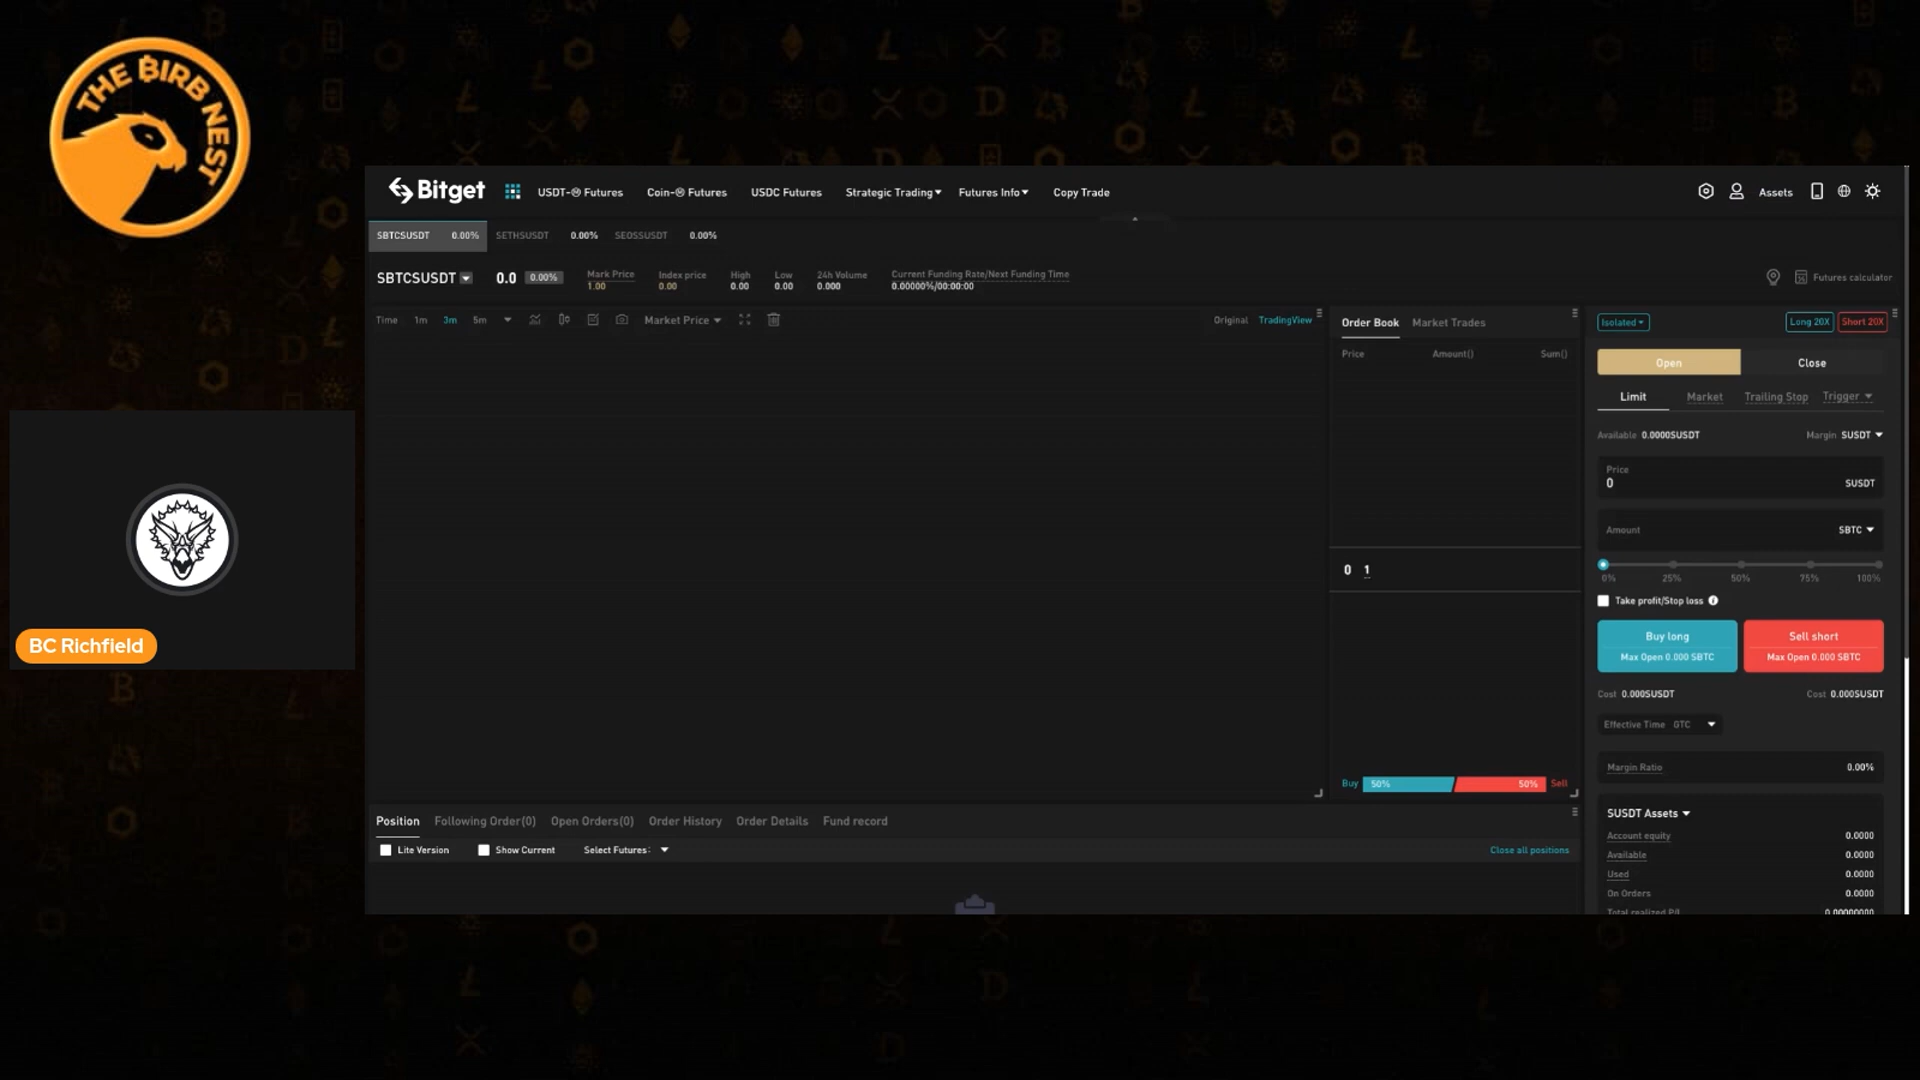 THE BIRB NEST
Bitget USDT-Ⓜ Futures Coin-Ⓜ Futures USDC Futures Strategic Trading Futures Info Copy Trade Assets
SBTCSUSDT 0.00% SETHSUSDT 0.00% SEOSSUSDT 0.00%
SBTCSUSDT 0.0 0.00% Mark Price Index price High Low 24h Volume Current Funding Rate/Next Funding Time Futures calculator
1.00 0.00 0.00 0.00 0.000 0.00000%/00:00:00
Time 1m 3m 5m Market Price Original TradingView
Order Book Market Trades
Price Amount() Sum()
0 1
Buy 50% 50% Sell
Isolated Long 20X Short 20X
Open Close
Limit Market Trailing Stop Trigger
Available 0.0000SUSDT Margin SUSDT
Price
0 SUSDT
Amount SBTC
0% 25% 50% 75% 100%
Take profit/Stop loss
Buy long Sell short
Max Open 0.000 SBTC Max Open 0.000 SBTC
Cost 0.000SUSDT Cost 0.000SUSDT
Effective Time GTC
Margin Ratio 0.00%
SUSDT Assets
Account equity 0.0000
Available 0.0000
Used 0.0000
On Orders 0.0000
Total realized P/L 0.00000000
Position Following Order(0) Open Orders(0) Order History Order Details Fund record
Lite Version Show Current Select Futures: Close all positions
BC Richfield